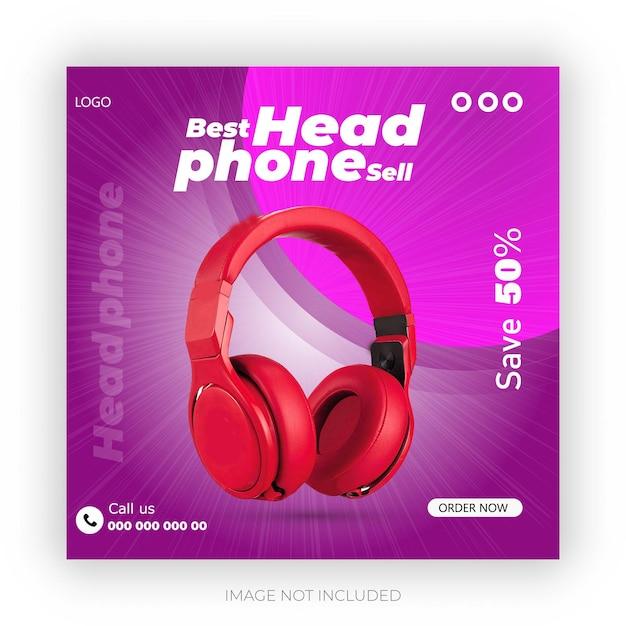 LOGO
Best Head
phone Sell
Head phone
Save 50%
Call us
000 000 000 00
ORDER NOW
IMAGE NOT INCLUDED